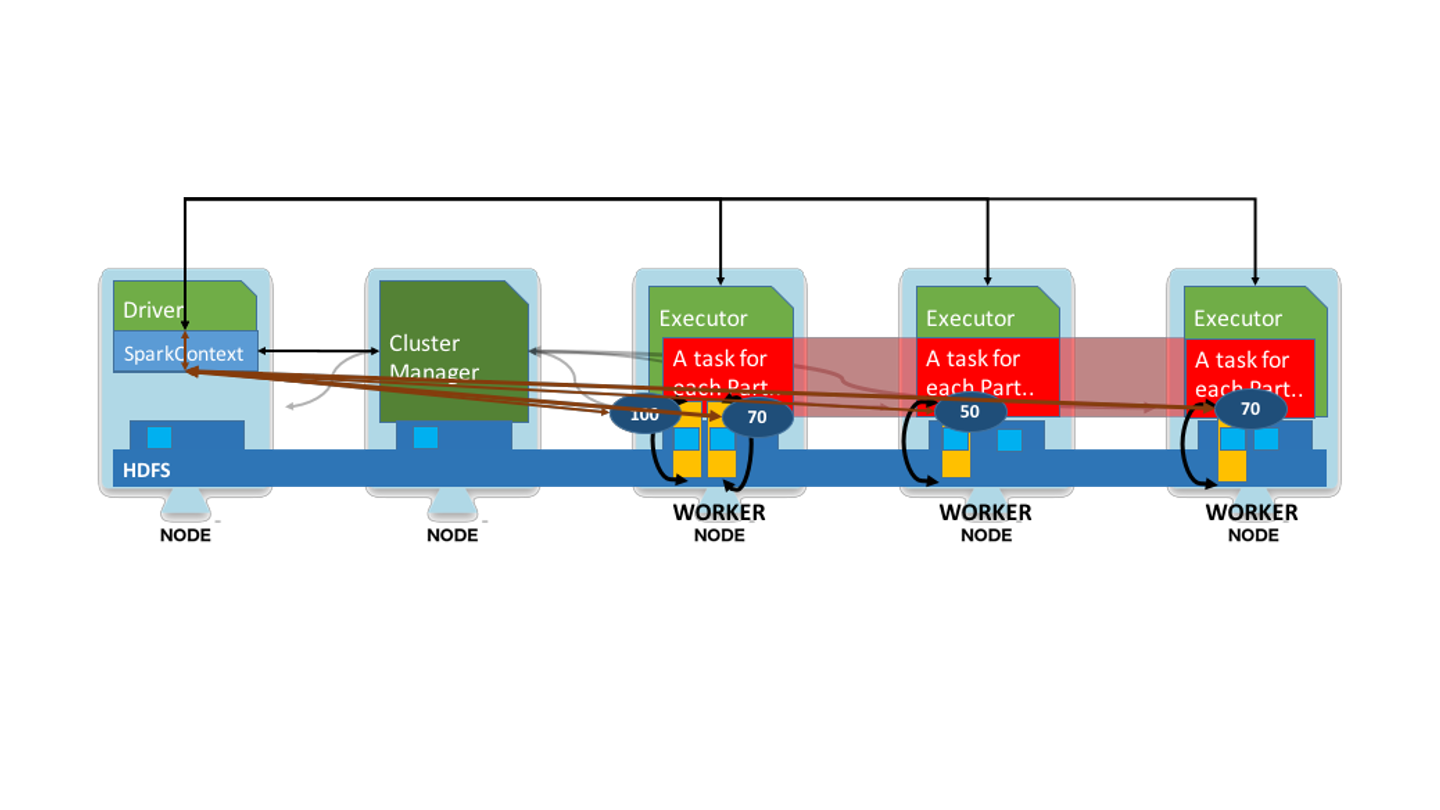 Driver
SparkContext
Cluster
Manager
Executor
A task for
each Part..
Executor
A task for
each Part..
Executor
A task for
each Part..
100
70
50
70
HDFS
WORKER
WORKER
WORKER
NODE
NODE
NODE
NODE
NODE